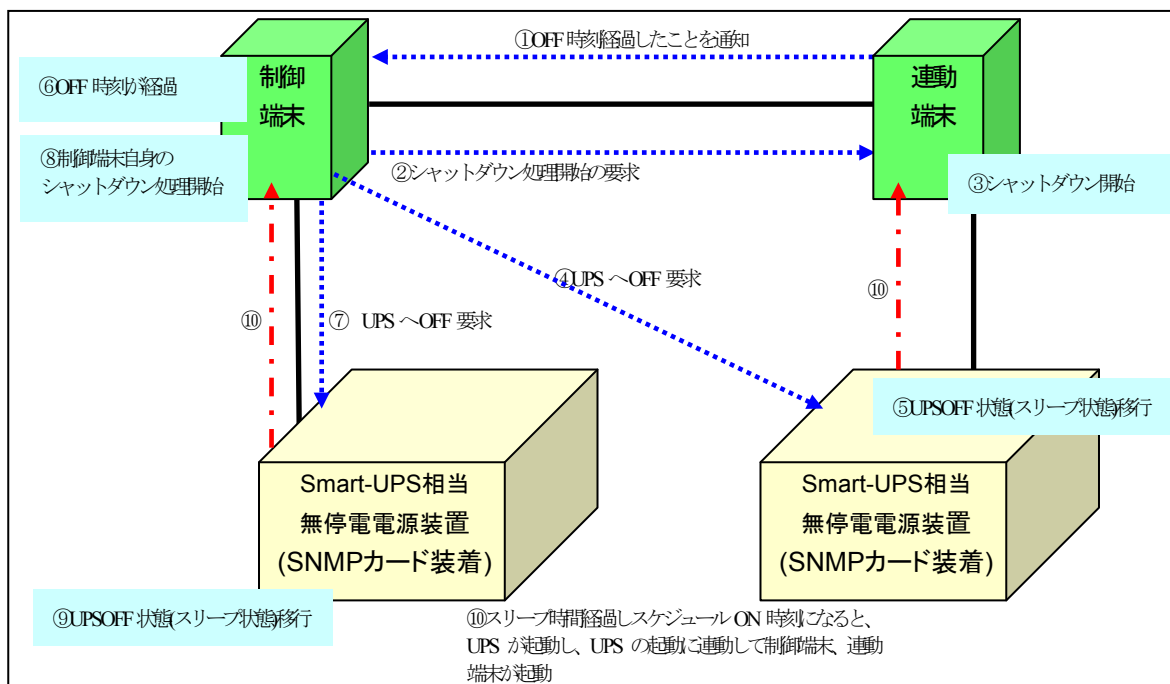 ①OFF 時刻経過したことを通知
制御
端末
連動
端末
⑥OFF 時刻が経過
⑧制御端末自身の
シャットダウン処理開始
②シャットダウン処理開始の要求
③シャットダウン開始
④UPS へOFF 要求
⑩
⑦ UPS へOFF 要求
⑩
⑤UPSOFF 状態(スリープ状態)移行
Smart-UPS相当
無停電電源装置
(SNMPカード装着)
Smart-UPS相当
無停電電源装置
(SNMPカード装着)
⑨UPSOFF 状態(スリープ状態)移行
⑩スリープ時間経過しスケジュール ON 時刻になると、
UPS が起動し、UPS の起動に連動して制御端末、連動
端末が起動